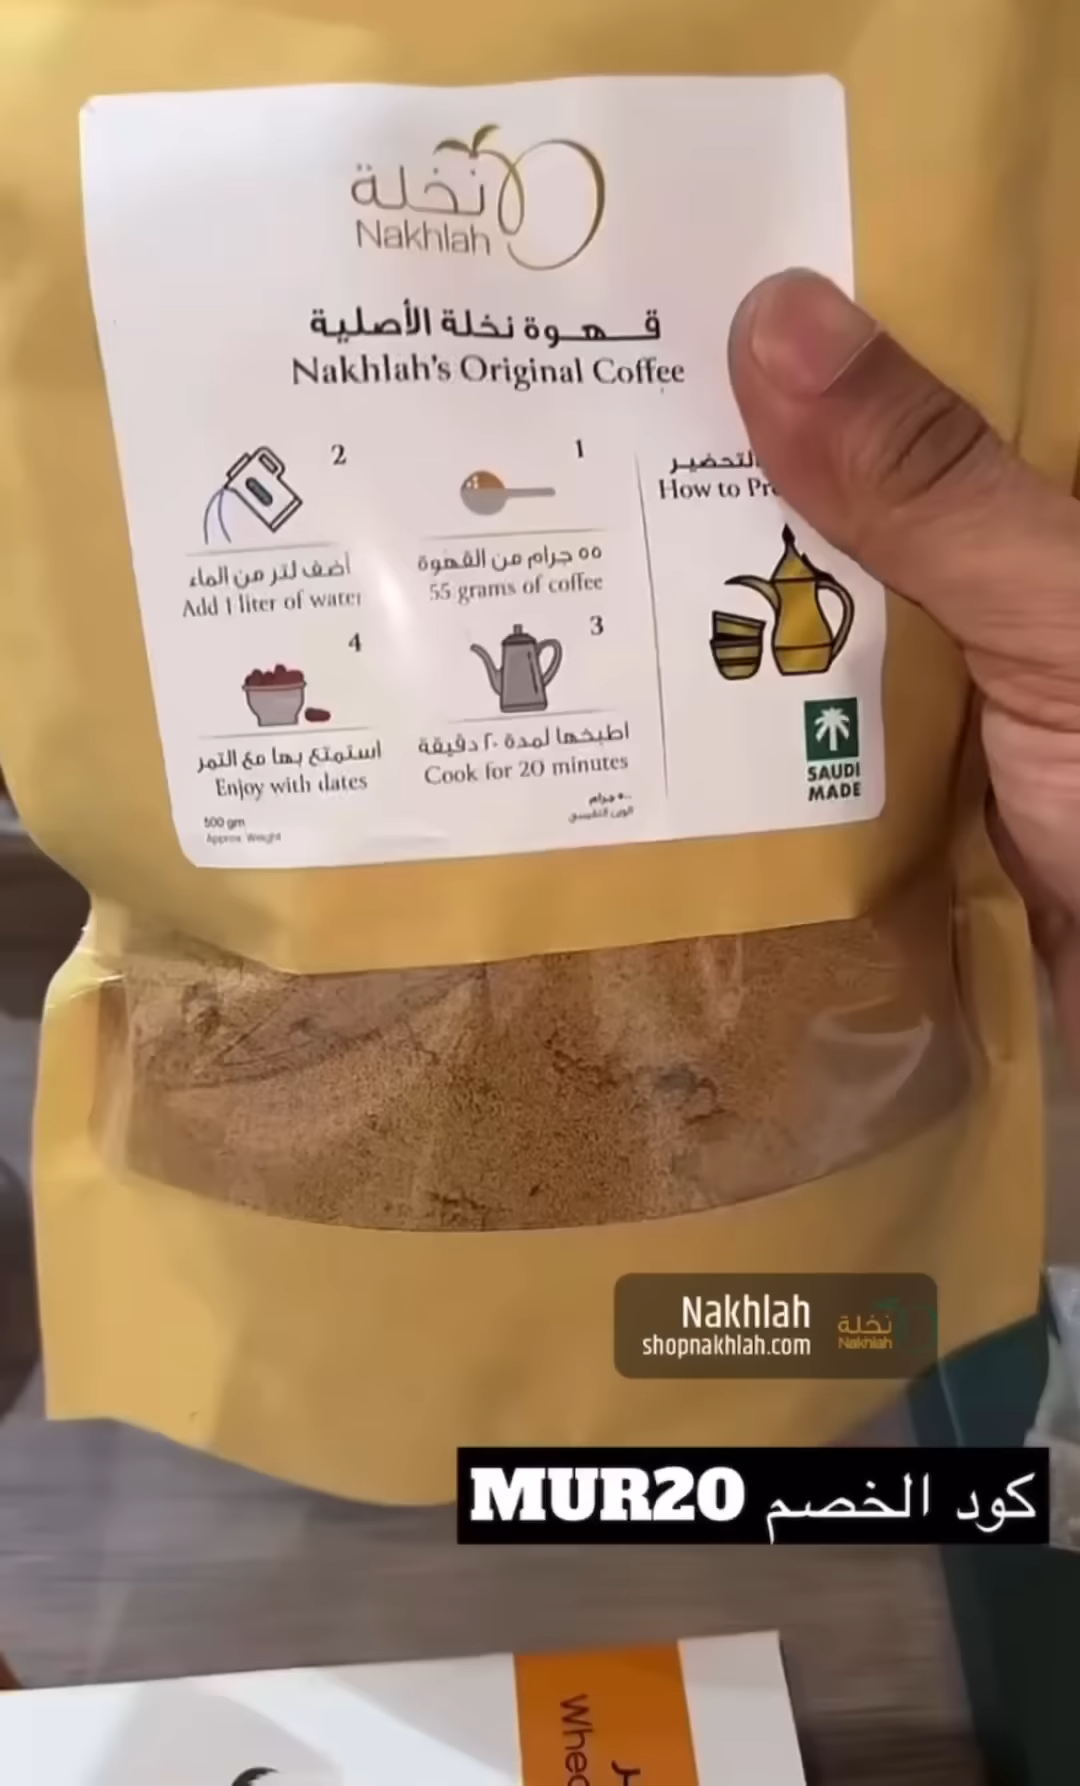 نخلة
Nakhlah
قهوة نخلة الأصلية
Nakhlah's Original Coffee
التحضير
How to
1
٥٥ جرام من القهوة
55 grams of coffee
2
أضف لتر من الماء
Add 1 liter of water
3
اطبخها لمدة ٢٠ دقيقة
Cook for 20 minutes
4
استمتع بها مع التمر
Enjoy with dates
SAUDI
MADE
500 gm
Approx Weight
جرام
Nakhlah
shopnakhlah.com
نخلة
Nakhlah
كود الخصم MUR20